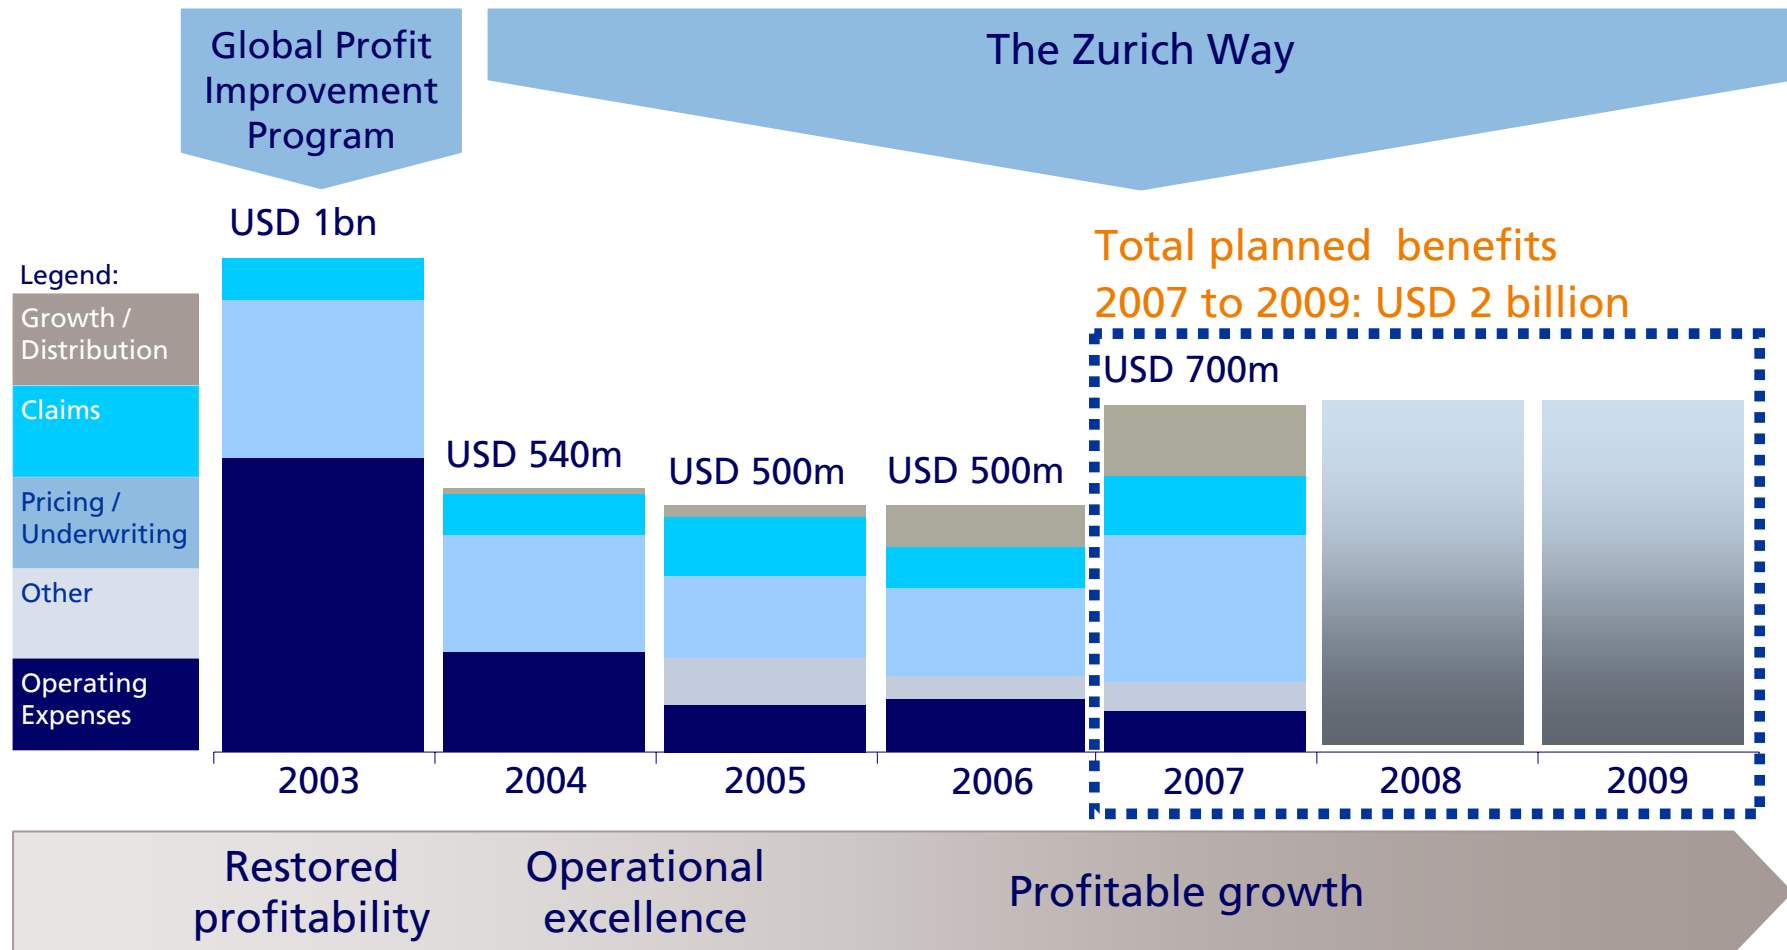 Global Profit
Improvement
Program
The Zurich Way
USD 1bn
Total planned benefits
2007 to 2009: USD 2 billion
Legend:
Growth /
Distribution
Claims
Pricing /
Underwriting
Other
Operating
Expenses
USD 540m
USD 500m
USD 500m
USD 700m
2003
2004
2005
2006
2007
2008
2009
Restored
profitability
Operational
excellence
Profitable growth